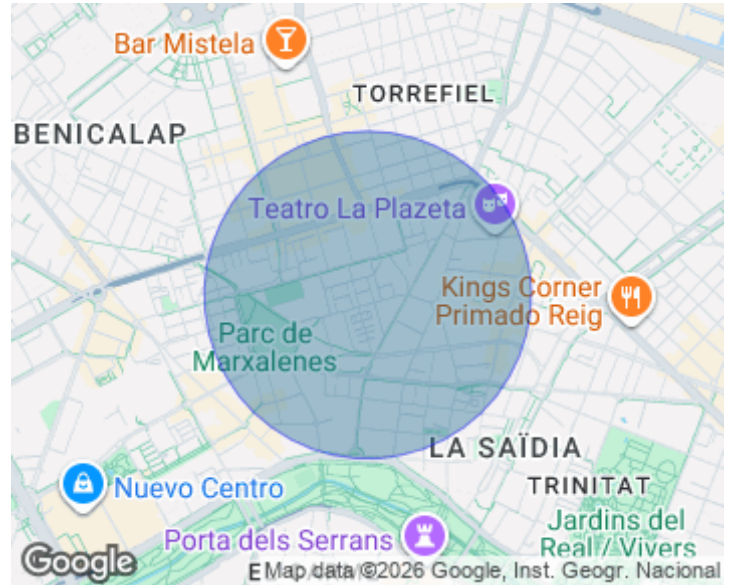 Bar Mistela
TORREFIEL
BENICALAP
Teatro La Plazeta
Kings Corner
Primado Reig
Parc de
Marxalenes
LA SAÏDIA
TRINITAT
Nuevo Centro
Jardins del
Real / Vivers
Porta dels Serrans
Google
Map data ©2026 Google, Inst. Geogr. Nacional